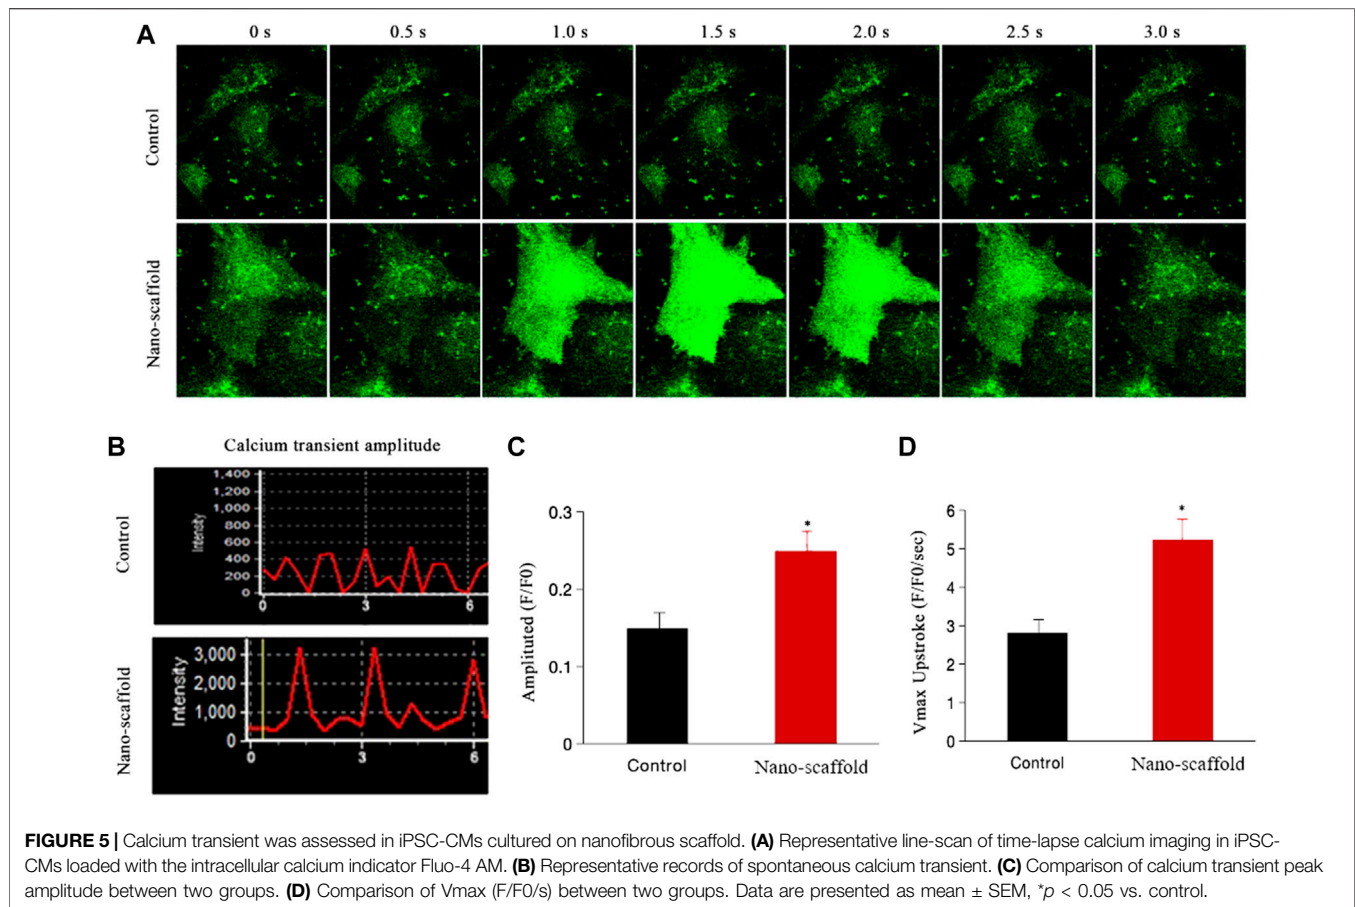 A
0 s 0.5 s 1.0 s 1.5 s 2.0 s 2.5 s 3.0 s
Control
Nano-scaffold
B
Calcium transient amplitude
Control
Intensity
1,400
1,200
1,000
800
600
400
200
0
0 3 6
Nano-scaffold
Intensity
3,000
2,000
1,000
0
0 3 6
C
Amplituted (F/F0)
0.3
0.2
0.1
0
*
Control Nano-scaffold
D
Vmax Upstroke (F/F0/sec)
6
5
4
3
2
1
0
*
Control Nano-scaffold
FIGURE 5 | Calcium transient was assessed in iPSC-CMs cultured on nanofibrous scaffold. (A) Representative line-scan of time-lapse calcium imaging in iPSC-
CMs loaded with the intracellular calcium indicator Fluo-4 AM. (B) Representative records of spontaneous calcium transient. (C) Comparison of calcium transient peak
amplitude between two groups. (D) Comparison of Vmax (F/F0/s) between two groups. Data are presented as mean ± SEM, *p < 0.05 vs. control.